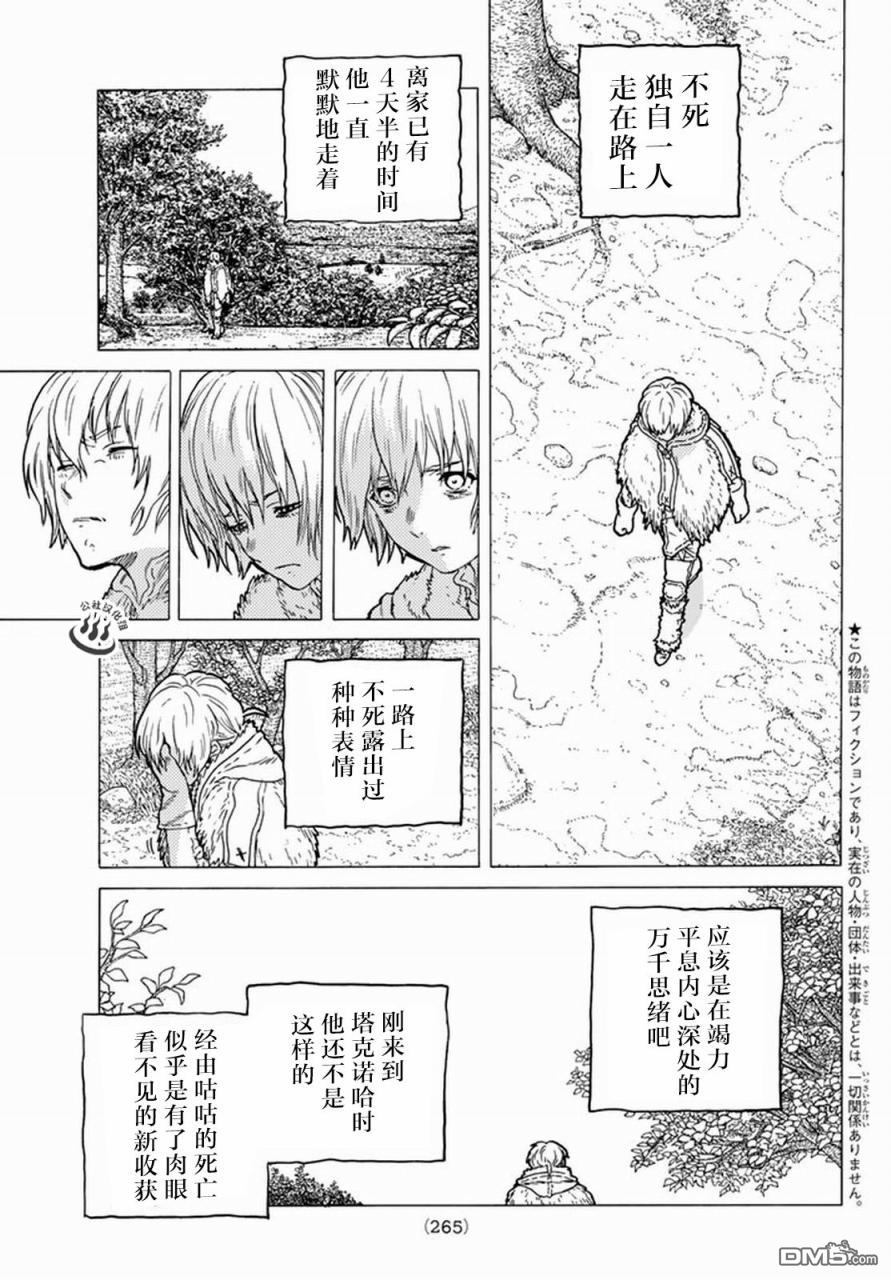 不死
独自一人
走在路上
离家已有
4天半的时间
他一直
默默地走着
公社汉化组
一路上
不死露出过
种种表情
应该是在竭力
平息内心深处的
万千思绪吧
刚来到
塔克诺哈时
他还不是
这样的
经由咕咕的死亡
似乎是有了肉眼
看不见的新收获
★この物語はフィクションであり、実在の人物・団体・出来事などとは、一切関係ありません。
(265)
DM5.com